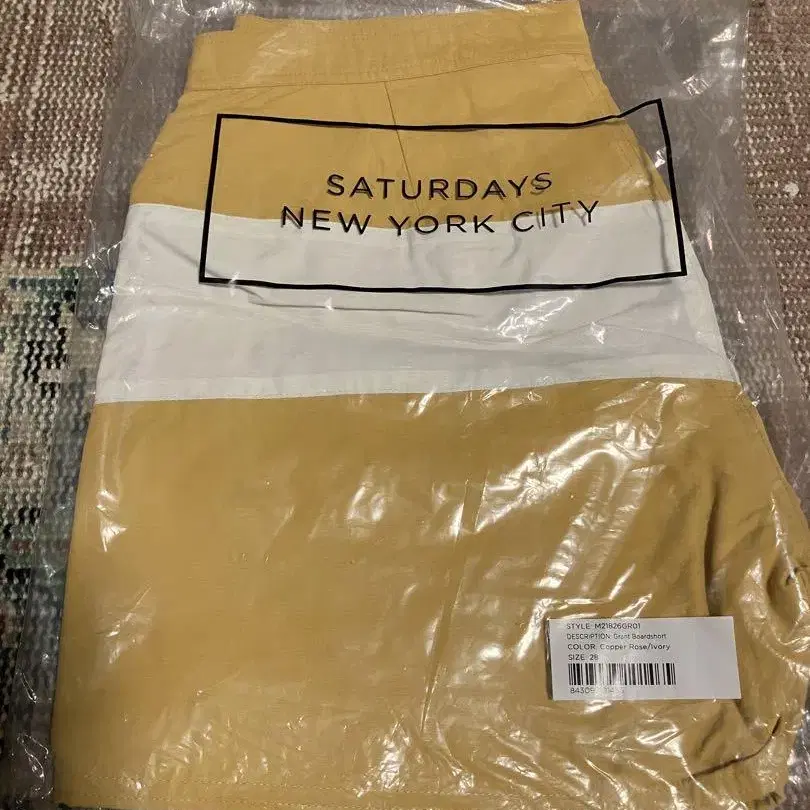 SATURDAYS
NEW YORK CITY
STYLE: M21826GR01
DESCRIPTION: Grant Boardshort
COLOR: Copper Rose/Ivory
SIZE: 28